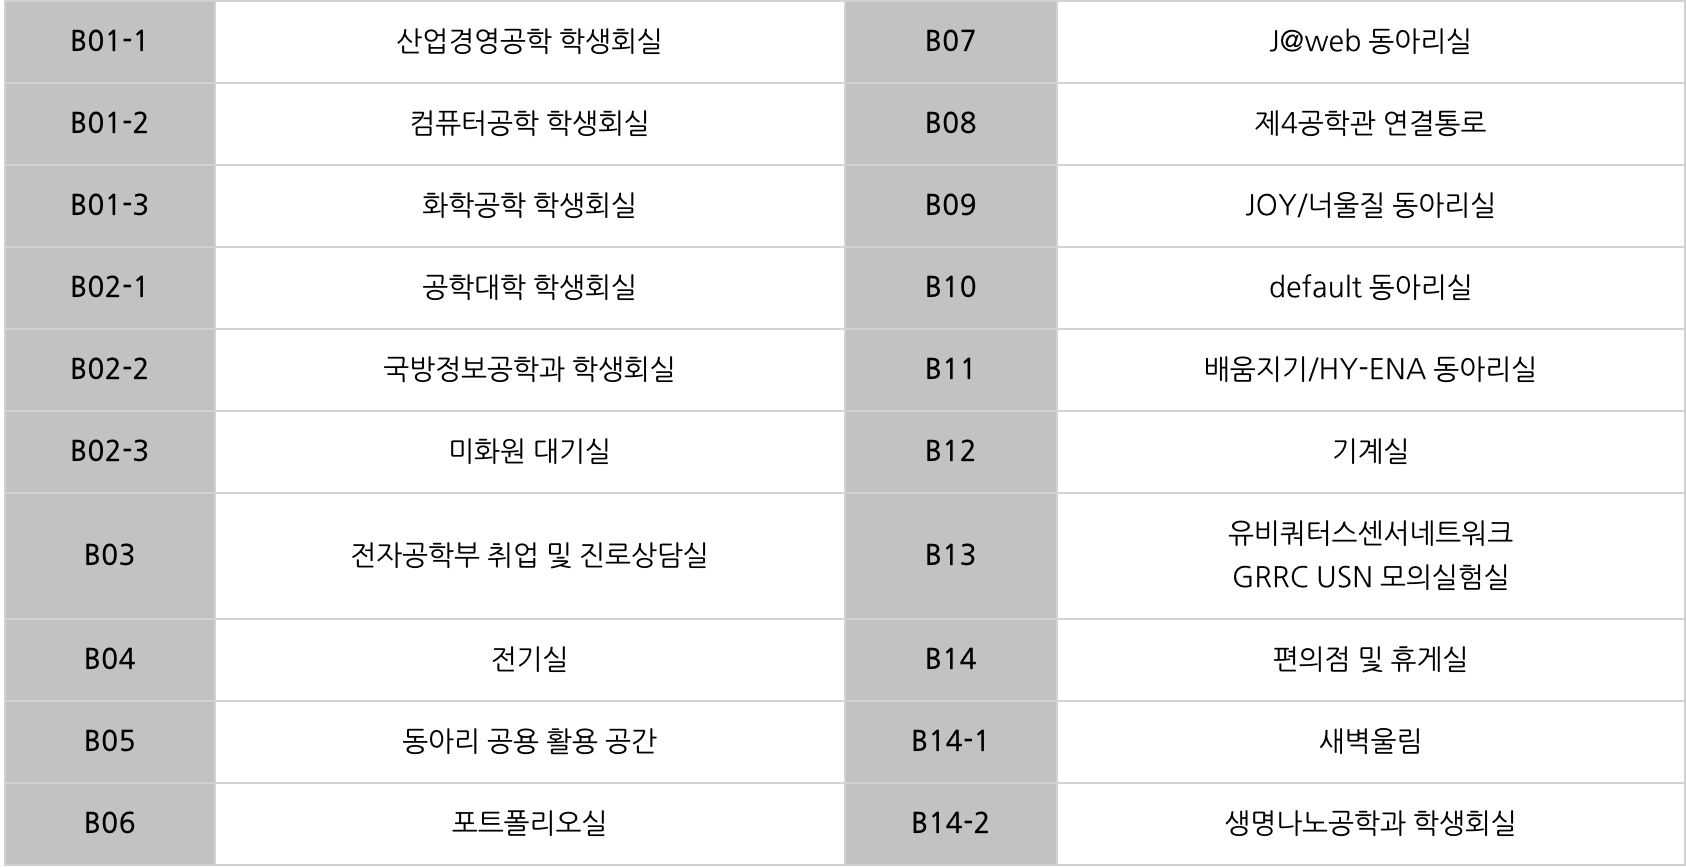 B01-1 산업경영공학 학생회실 B07 J@web 동아리실
B01-2 컴퓨터공학 학생회실 B08 제4공학관 연결통로
B01-3 화학공학 학생회실 B09 JOY/너울질 동아리실
B02-1 공학대학 학생회실 B10 default 동아리실
B02-2 국방정보공학과 학생회실 B11 배움지기/HY-ENA 동아리실
B02-3 미화원 대기실 B12 기계실
B03 전자공학부 취업 및 진로상담실 B13 유비쿼터스센서네트워크
GRRC USN 모의실험실
B04 전기실 B14 편의점 및 휴게실
B05 동아리 공용 활용 공간 B14-1 새벽울림
B06 포트폴리오실 B14-2 생명나노공학과 학생회실